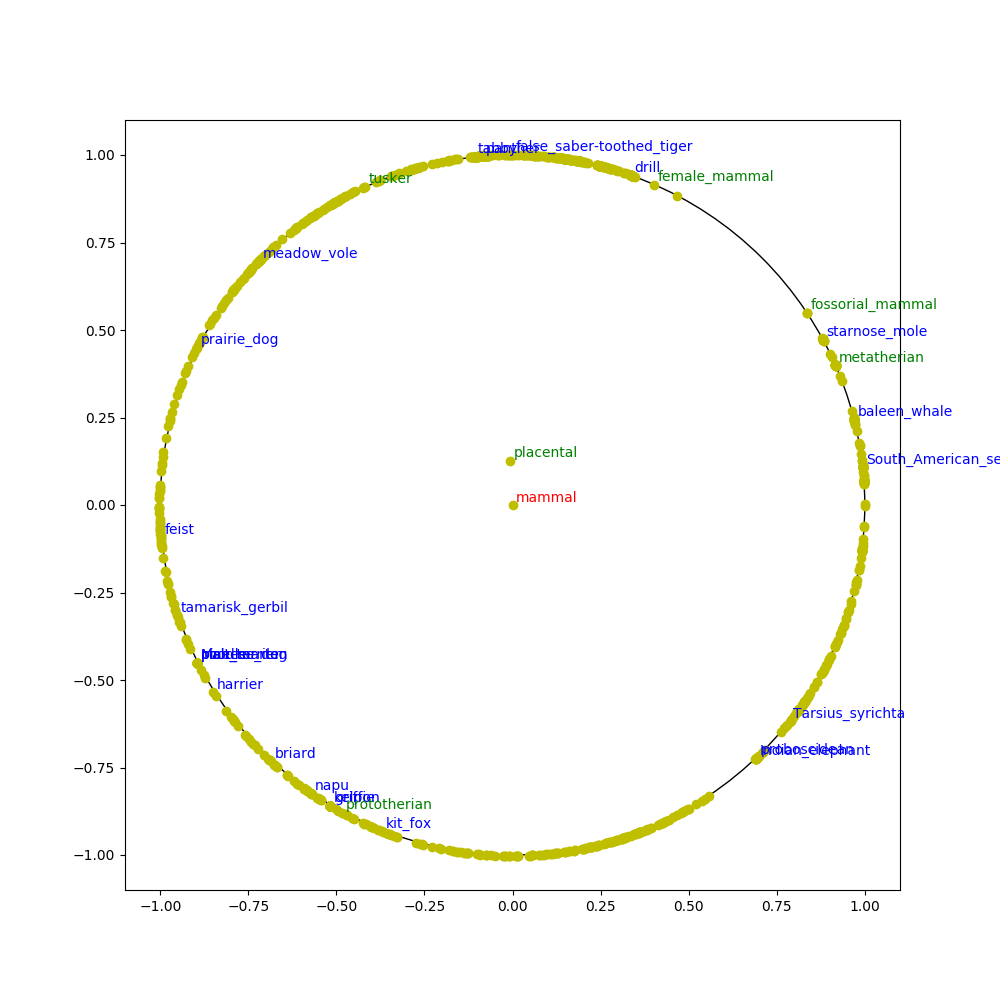 false_saber-toothed_tiger
drill
female_mammal
tusker
meadow_vole
fossorial_mammal
starnose_mole
prairie_dog
metatherian
baleen_whale
South_American_se
placental
mammal
feist
tamarisk_gerbil
harrier
Tarsius_syrichta
proboscidean
briard
napu
prototherian
kit_fox
1.00
0.75
0.50
0.25
0.00
−0.25
−0.50
−0.75
−1.00
−1.00 −0.75 −0.50 −0.25 0.00 0.25 0.50 0.75 1.00